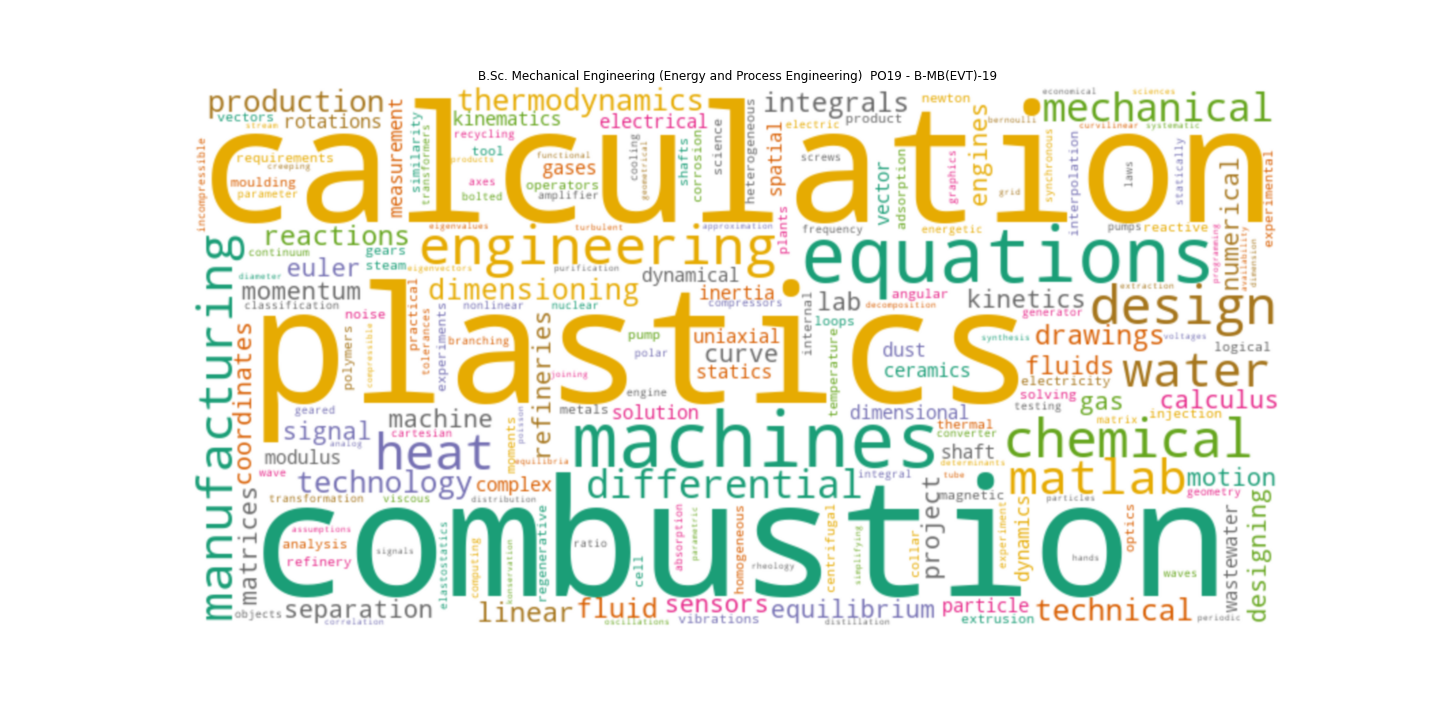 B.Sc. Mechanical Engineering (Energy and Process Engineering)  PO19 - B-MB(EVT)-19
calculation
plastics
combustion
equations
machines
engineering
manufacturing
design
water
chemical
heat
matlab
differential
mechanical
production
thermodynamics
integrals
vectors
rotations
stream
creeping
requirements
moulding
parameter
incompressible
measurement
similarity
transformers
kinematics
recycling
tool
products
axes
bolted
electrical
functional
gases
operators
amplifier
cooling
geometrical
shafts
corrosion
science
heterogeneous
spatial
electric
product
screws
newton
engines
graphics
adsorption
vector
economical
sciences
bernoulli
grid
synchronous
curvilinear
systematic
interpolation
laws
statically
numerical
experimental
reactions
continuum
gears
steam
euler
diameter
momentum
classification
eigenvalues
eigenvectors
turbulent
purification
approximation
plants
frequency
energetic
pumps
reactive
programming
availability
dimension
dynamical
dimensioning
nonlinear
nuclear
inertia
compressors
internal
lab
loops
angular
decomposition
kinetics
generator
extraction
drawings
synthesis
voltages
logical
noise
practical
tolerances
experiments
branching
polymers
compressible
coordinates
refineries
joining
pump
polar
uniaxial
curve
statics
engine
temperature
dust
ceramics
fluids
electricity
solving
testing
gas
calculus
matrix
injection
geared
signal
analog
machine
cartesian
modulus
wave
metals
solution
moments
poisson
equilibria
dimensional
thermal
converter
shaft
determinants
tube
integral
magnetic
technology
complex
transformation
viscous
distribution
motion
geometry
particles
matrices
assumptions
analysis
refinery
signals
elastostatics
computing
conservation
regenerative
ratio
cell
absorption
parametric
homogeneous
rheology
centrifugal
simplifying
collar
project
experiment
dynamics
hands
optics
waves
wastewater
designing
objects
separation
correlation
linear
fluid
oscillations
sensors
vibrations
equilibrium
distillation
particle
extrusion
technical
periodic